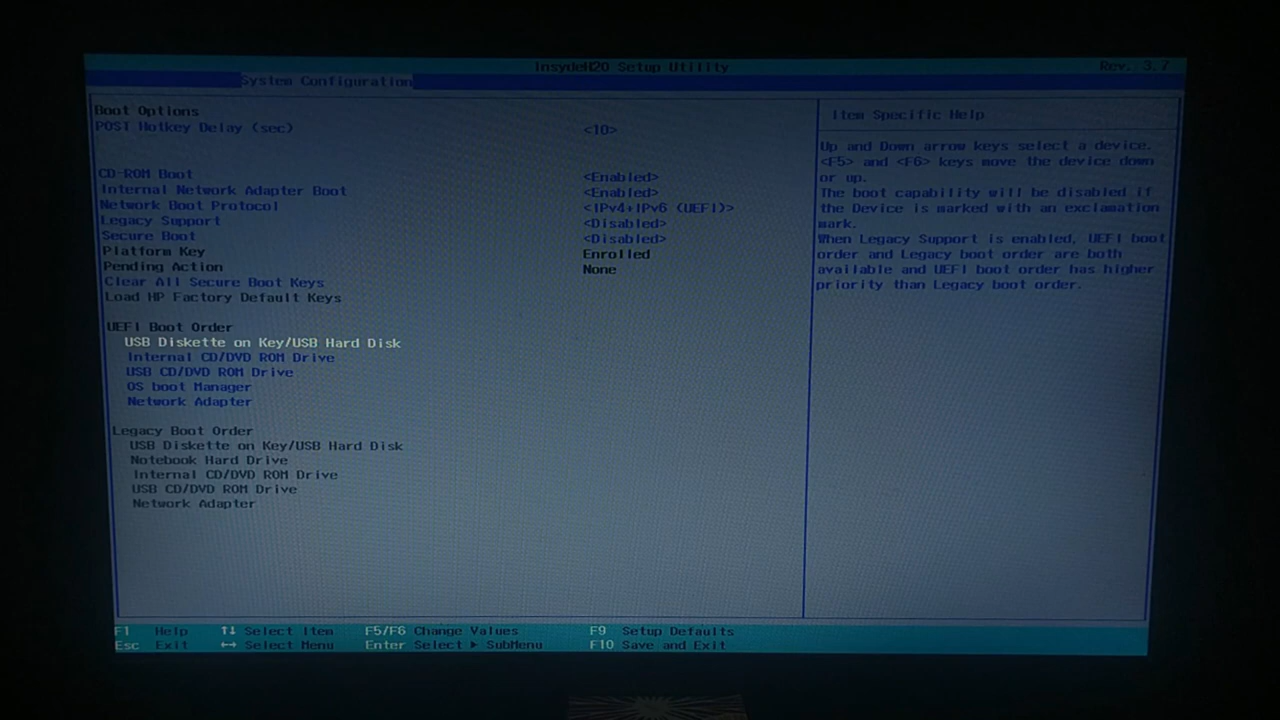 InsydeH20 Setup Utility Rev. 3.7
System Configuration
Boot Options
POST Hotkey Delay (sec) <10>
CD-ROM Boot <Enabled>
Internal Network Adapter Boot <Enabled>
Network Boot Protocol <IPv4+IPv6 (UEFI)>
Legacy Support <Disabled>
Secure Boot <Disabled>
Platform Key Enrolled
Pending Action None
Clear All Secure Boot Keys
Load HP Factory Default Keys
UEFI Boot Order
USB Diskette on Key/USB Hard Disk
Internal CD/DVD ROM Drive
USB CD/DVD ROM Drive
OS boot Manager
Network Adapter
Legacy Boot Order
USB Diskette on Key/USB Hard Disk
Notebook Hard Drive
Internal CD/DVD ROM Drive
USB CD/DVD ROM Drive
Network Adapter
Item Specific Help
Up and Down arrow keys select a device.
<F5> and <F6> keys move the device down
or up.
The boot capability will be disabled if
the Device is marked with an exclamation
mark.
When Legacy Support is enabled, UEFI boot
order and Legacy boot order are both
available and UEFI boot order has higher
priority than Legacy boot order.
F1 Help ↑↓ Select Item F5/F6 Change Values F9 Setup Defaults
Esc Exit ↔ Select Menu Enter Select ▸ SubMenu F10 Save and Exit